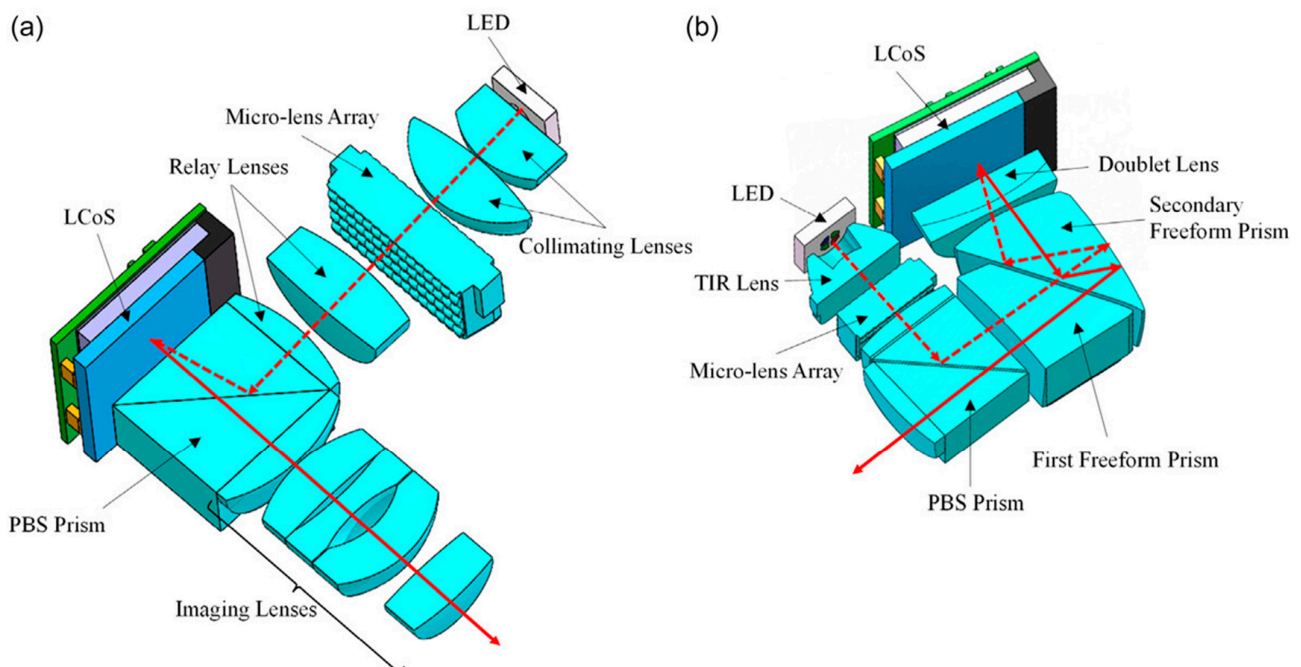 (a)
LED
Micro-lens Array
Relay Lenses
LCoS
Collimating Lenses
PBS Prism
Imaging Lenses
(b)
LCoS
Doublet Lens
LED
Secondary
Freeform Prism
TIR Lens
Micro-lens Array
First Freeform Prism
PBS Prism